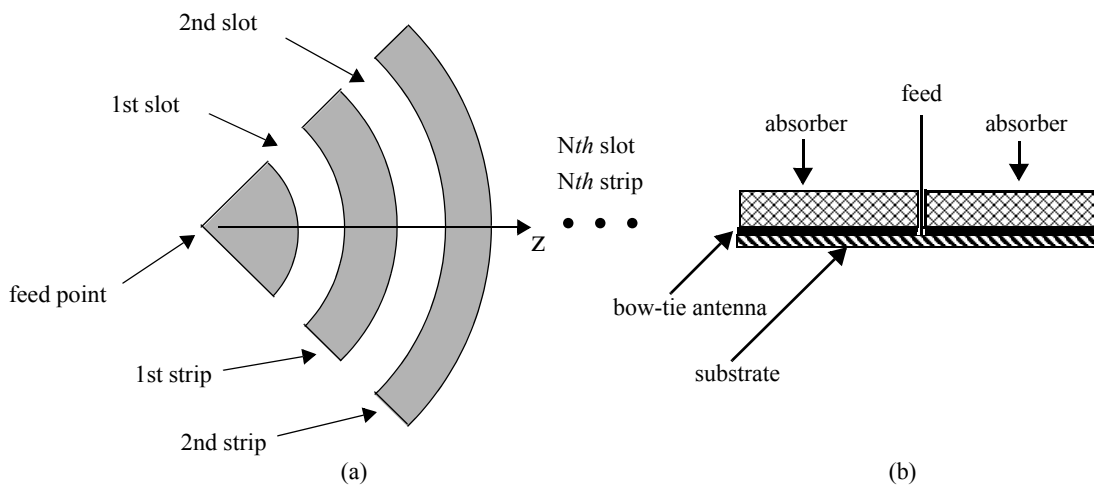 2nd slot
1st slot
feed point
1st strip
2nd strip
z
Nth slot
Nth strip
(a)
feed
absorber
absorber
bow-tie antenna
substrate
(b)